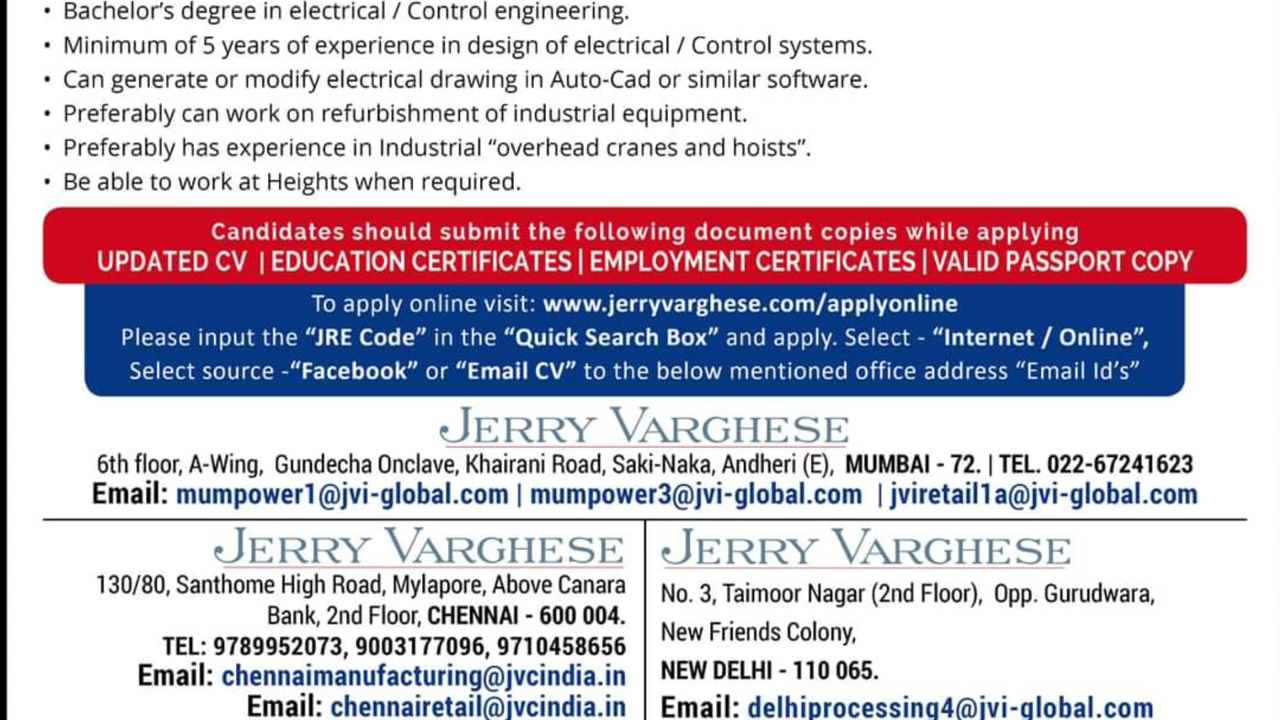 • Bachelor’s degree in electrical / Control engineering.
• Minimum of 5 years of experience in design of electrical / Control systems.
• Can generate or modify electrical drawing in Auto-Cad or similar software.
• Preferably can work on refurbishment of industrial equipment.
• Preferably has experience in Industrial “overhead cranes and hoists”.
• Be able to work at Heights when required.
Candidates should submit the following document copies while applying
UPDATED CV | EDUCATION CERTIFICATES | EMPLOYMENT CERTIFICATES | VALID PASSPORT COPY
To apply online visit: www.jerryvarghese.com/applyonline
Please input the “JRE Code” in the “Quick Search Box” and apply. Select - “Internet / Online”,
Select source -“Facebook” or “Email CV” to the below mentioned office address “Email Id’s”
JERRY VARGHESE
6th floor, A-Wing, Gundecha Onclave, Khairani Road, Saki-Naka, Andheri (E), MUMBAI - 72. | TEL. 022-67241623
Email: mumpower1@jvi-global.com | mumpower3@jvi-global.com | jviretail1a@jvi-global.com
JERRY VARGHESE
130/80, Santhome High Road, Mylapore, Above Canara
Bank, 2nd Floor, CHENNAI - 600 004.
TEL: 9789952073, 9003177096, 9710458656
Email: chennaimanufacturing@jvcindia.in
Email: chennairetail@jvcindia.in
JERRY VARGHESE
No. 3, Taimoor Nagar (2nd Floor), Opp. Gurudwara,
New Friends Colony,
NEW DELHI - 110 065.
Email: delhiprocessing4@jvi-global.com